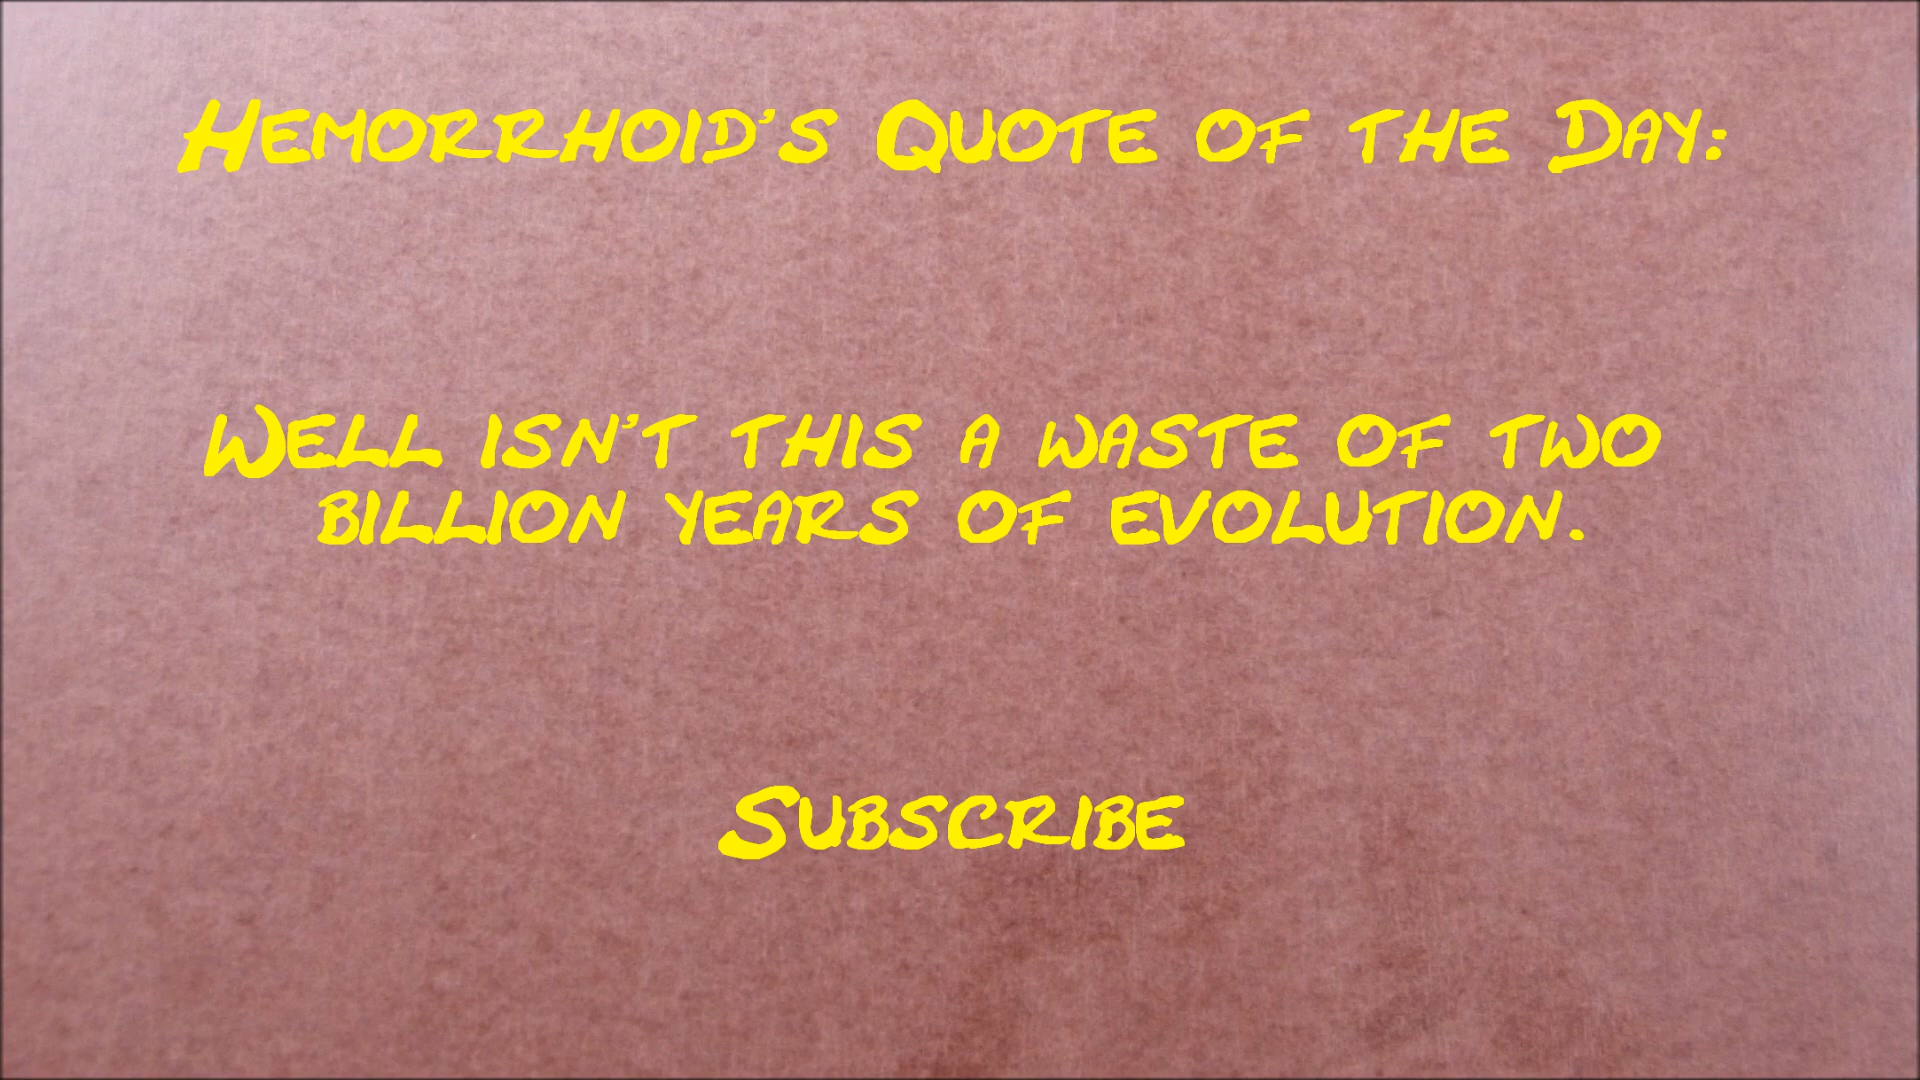 Hemorrhoid's Quote of the Day:
Well isn't this a waste of two
billion years of evolution.
Subscribe